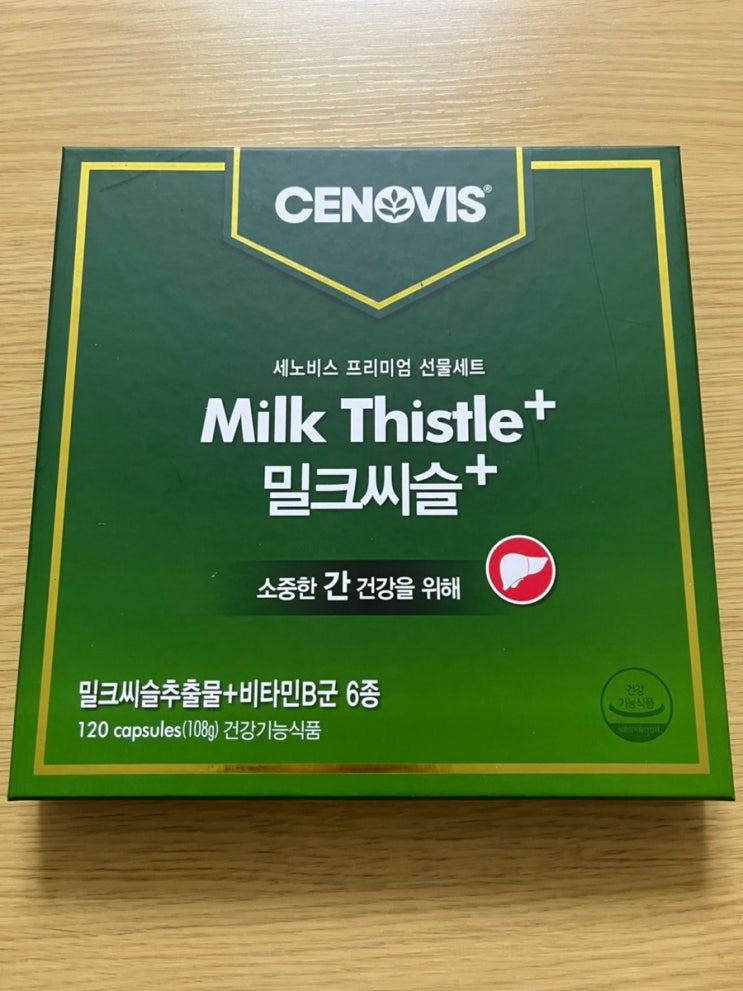 CENOVIS®
세노비스 프리미엄 선물세트
Milk Thistle+
밀크씨슬+
소중한 간 건강을 위해
밀크씨슬추출물+비타민B군 6종
120 capsules(108g) 건강기능식품
건강
기능식품